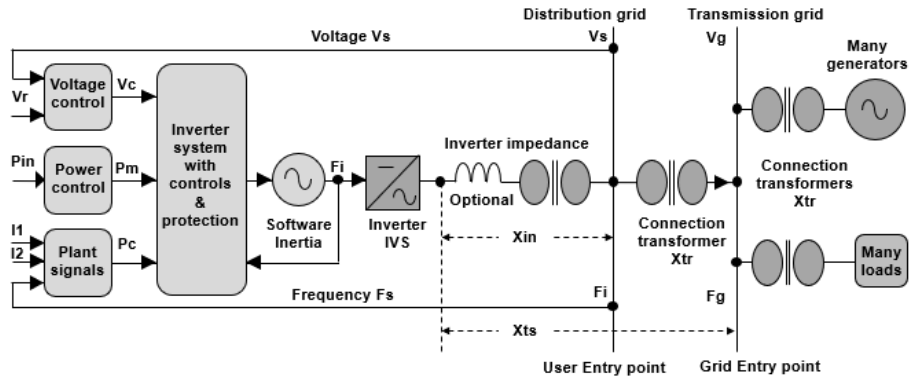 Distribution grid
Transmission grid
Voltage Vs
Vs
Vg
Many
generators
Voltage
control
Vr
Vc
Inverter
system
with
controls
&
protection
Inverter impedance
Pin
Power
control
Pm
Fi
Optional
Connection
transformers
Xtr
Software
Inertia
Inverter
IVS
Connection
transformer
Xtr
I1
I2
Plant
signals
Pc
Xin
Many
loads
Frequency Fs
Fi
Fg
Xts
User Entry point
Grid Entry point